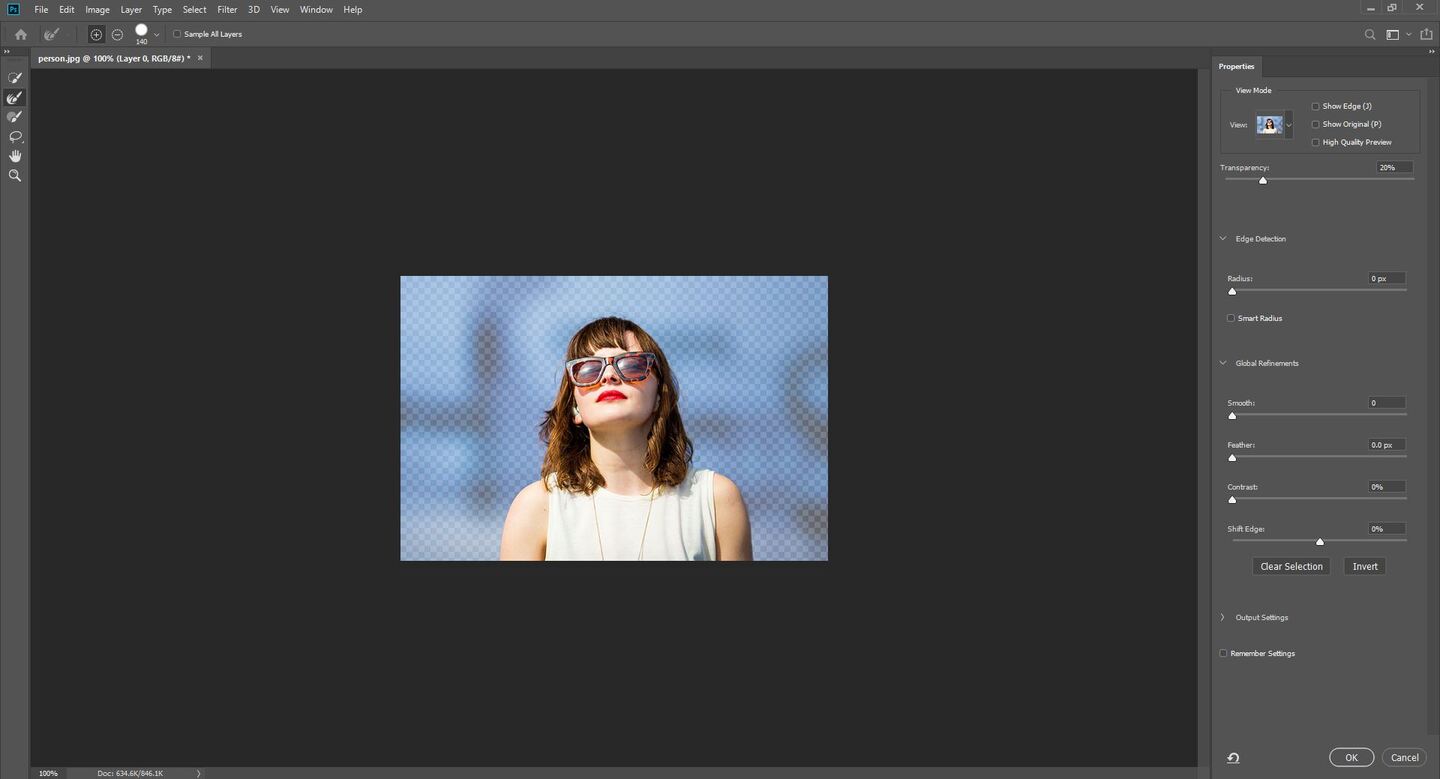 Ps File Edit Image Layer Type Select Filter 3D View Window Help
140 Sample All Layers
person.jpg @ 100% (Layer 0, RGB/8#) *
Properties
View Mode
View:
Show Edge (J)
Show Original (P)
High Quality Preview
Transparency: 20%
Edge Detection
Radius: 0 px
Smart Radius
Global Refinements
Smooth: 0
Feather: 0.0 px
Contrast: 0%
Shift Edge: 0%
Clear Selection Invert
Output Settings
Remember Settings
OK Cancel
100% Doc: 634.6K/846.1K